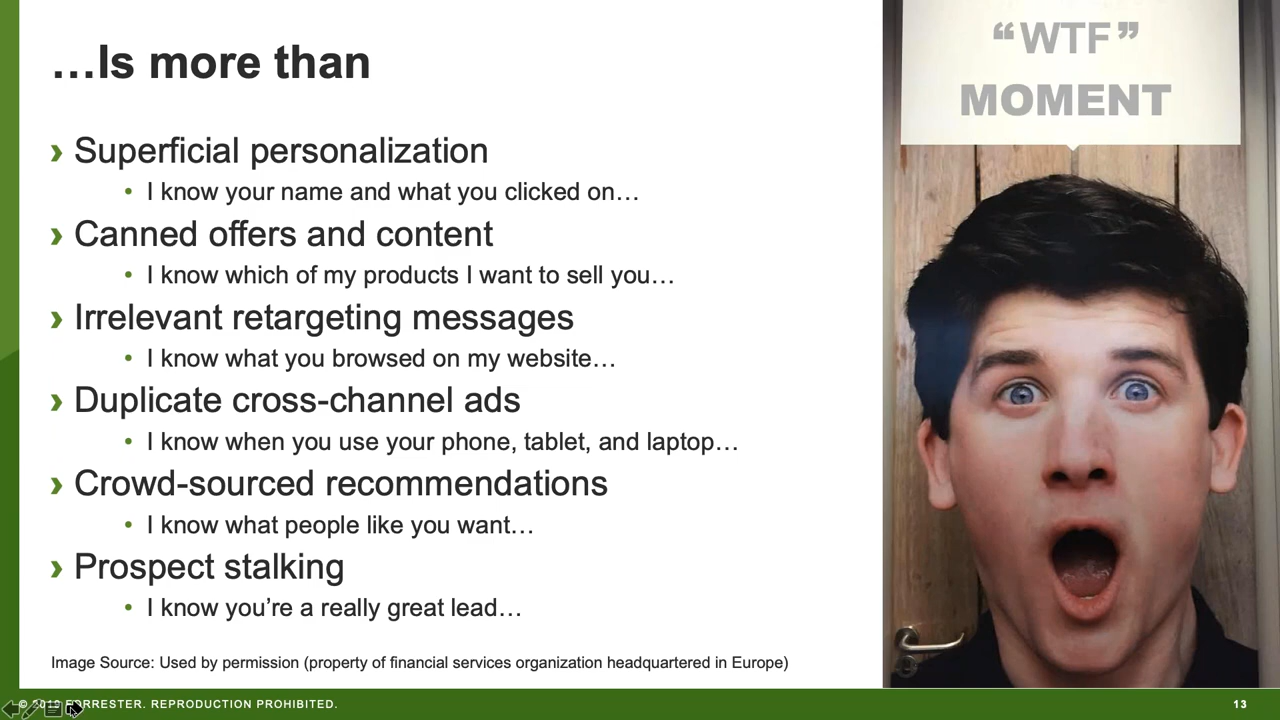 …Is more than
› Superficial personalization
• I know your name and what you clicked on…
› Canned offers and content
• I know which of my products I want to sell you…
› Irrelevant retargeting messages
• I know what you browsed on my website…
› Duplicate cross-channel ads
• I know when you use your phone, tablet, and laptop…
› Crowd-sourced recommendations
• I know what people like you want…
› Prospect stalking
• I know you’re a really great lead…
Image Source: Used by permission (property of financial services organization headquartered in Europe)
“WTF”
MOMENT
© 2019 FORRESTER. REPRODUCTION PROHIBITED.
13